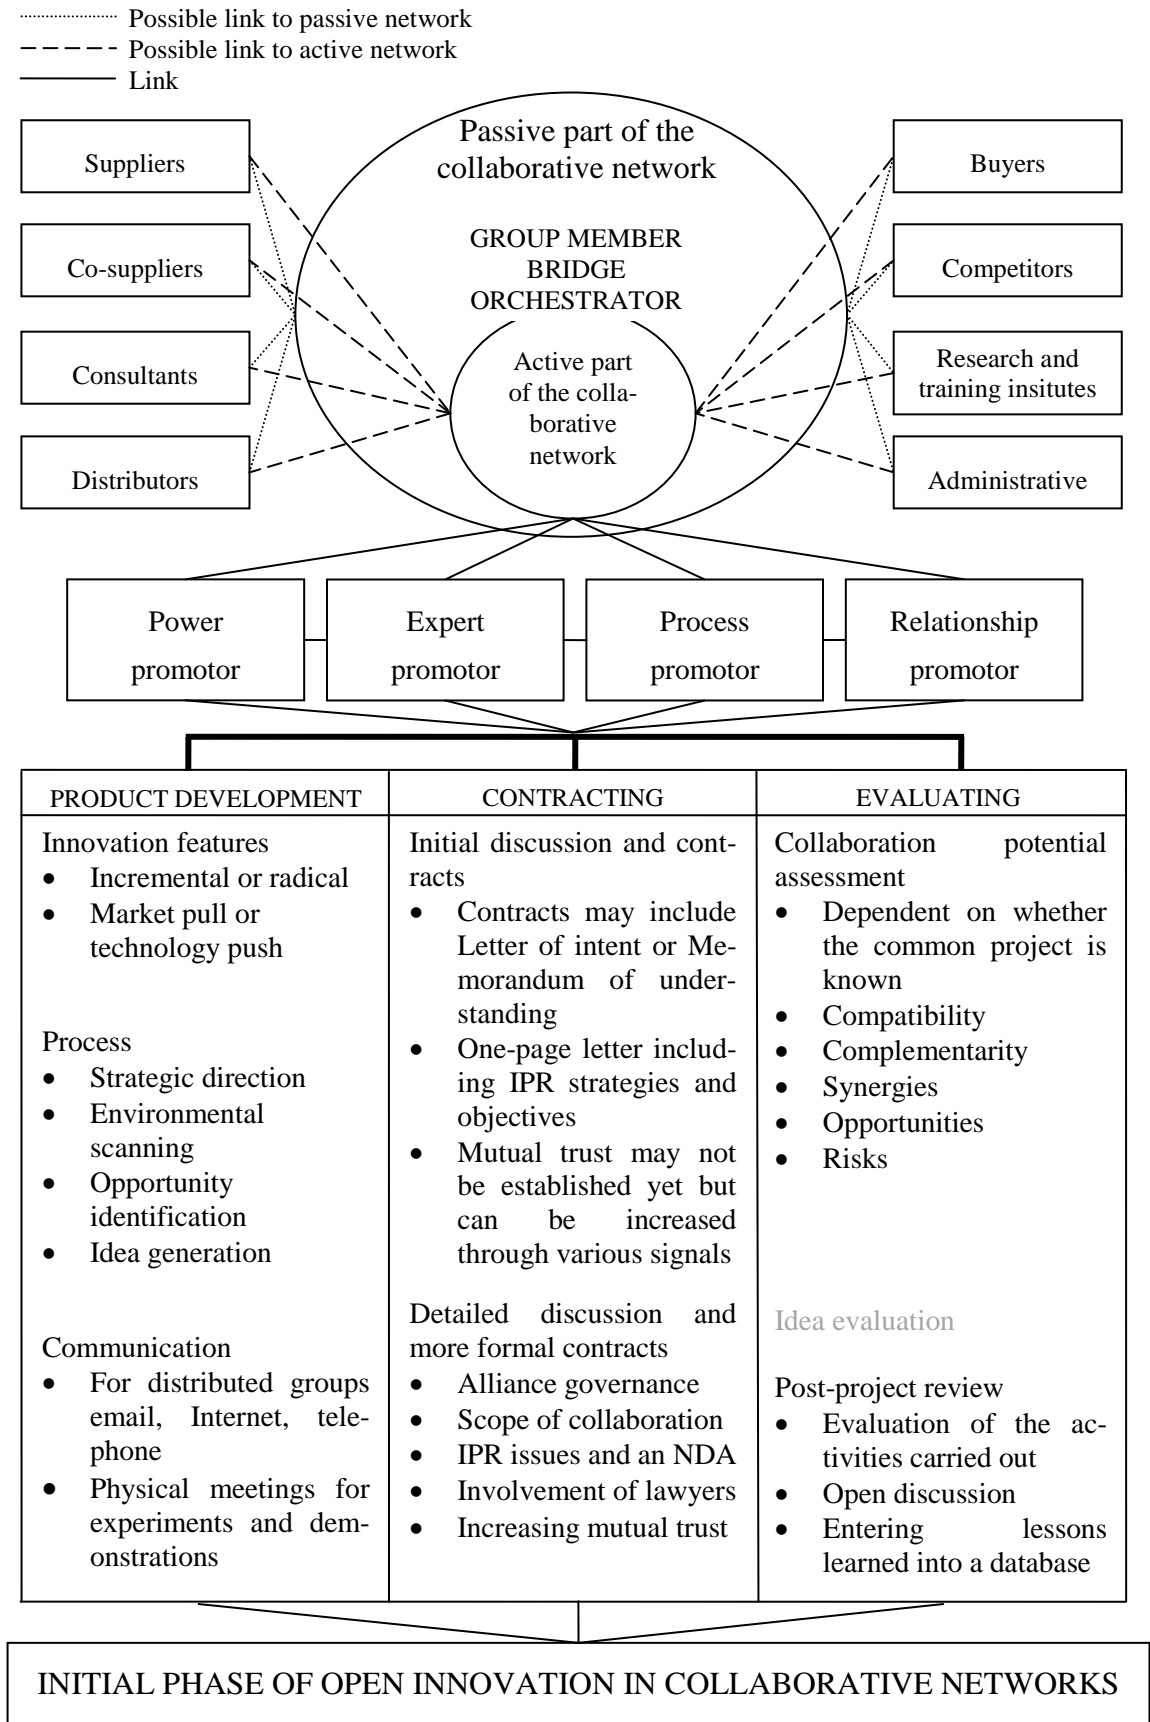 Possible link to passive network
Possible link to active network
Link
Passive part of the
collaborative network
GROUP MEMBER
BRIDGE
ORCHESTRATOR
Active part
of the colla-
borative
network
Suppliers
Co-suppliers
Consultants
Distributors
Buyers
Competitors
Research and
training insitutes
Administrative
Power
promotor
Expert
promotor
Process
promotor
Relationship
promotor
PRODUCT DEVELOPMENT
Innovation features
• Incremental or radical
• Market pull or
technology push
Process
• Strategic direction
• Environmental
scanning
• Opportunity
identification
• Idea generation
Communication
• For distributed groups
email, Internet, tele-
phone
• Physical meetings for
experiments and dem-
onstrations
CONTRACTING
Initial discussion and cont-
racts
• Contracts may include
Letter of intent or Me-
morandum of under-
standing
• One-page letter includ-
ing IPR strategies and
objectives
• Mutual trust may not
be established yet but
can be increased
through various signals
Detailed discussion and
more formal contracts
• Alliance governance
• Scope of collaboration
• IPR issues and an NDA
• Involvement of lawyers
• Increasing mutual trust
EVALUATING
Collaboration potential
assessment
• Dependent on whether
the common project is
known
• Compatibility
• Complementarity
• Synergies
• Opportunities
• Risks
Idea evaluation
Post-project review
• Evaluation of the ac-
tivities carried out
• Open discussion
• Entering lessons
learned into a database
INITIAL PHASE OF OPEN INNOVATION IN COLLABORATIVE NETWORKS